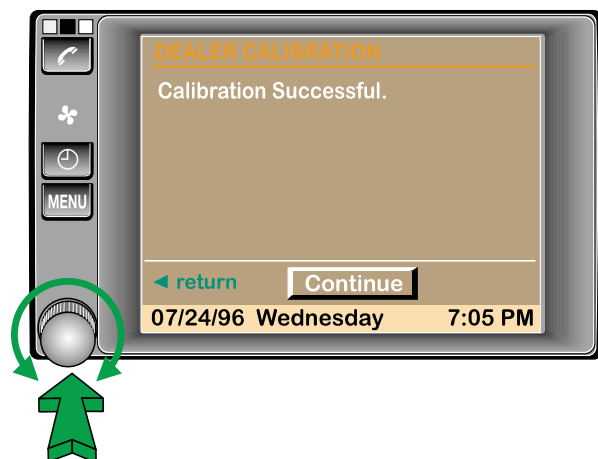 DEALER CALIBRATION
Calibration Successful.
MENU
◄ return Continue
07/24/96 Wednesday 7:05 PM